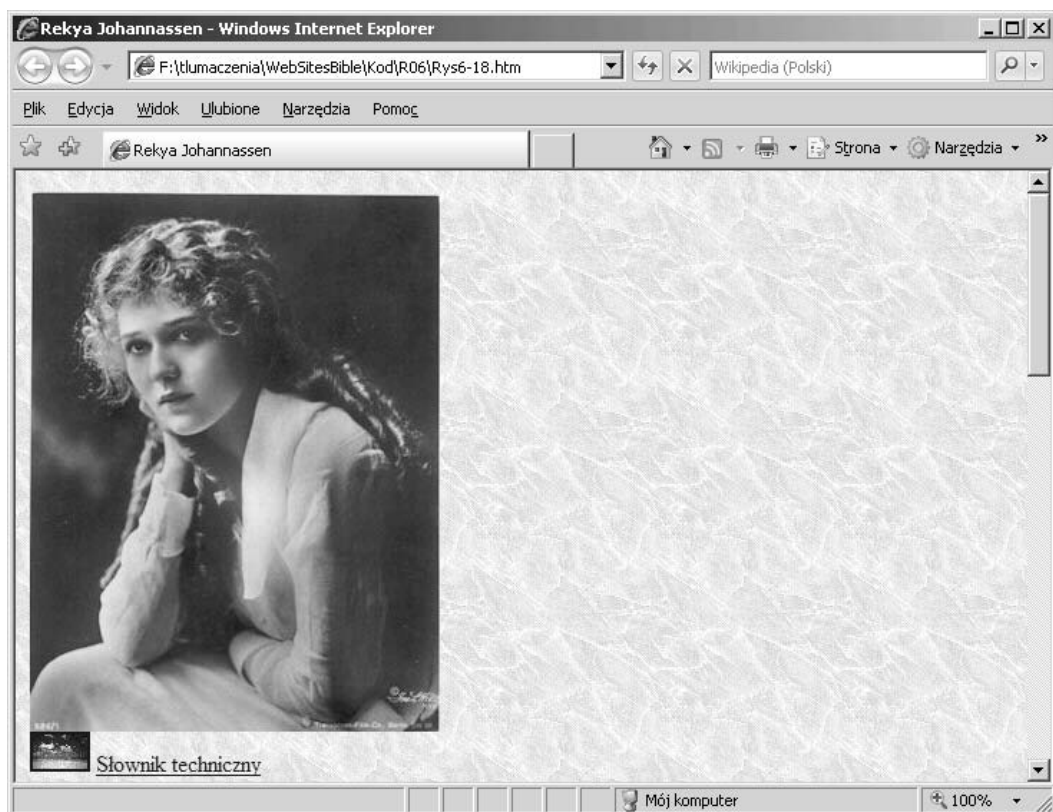 Rekya Johannassen - Windows Internet Explorer
F:\tlumaczenia\WebSitesBible\Kod\R06\Rys6-18.htm
Wikipedia (Polski)
Plik Edycja Widok Ulubione Narzędzia Pomoc
Rekya Johannassen
Strona Narzędzia »
Słownik techniczny
Mój komputer
100%